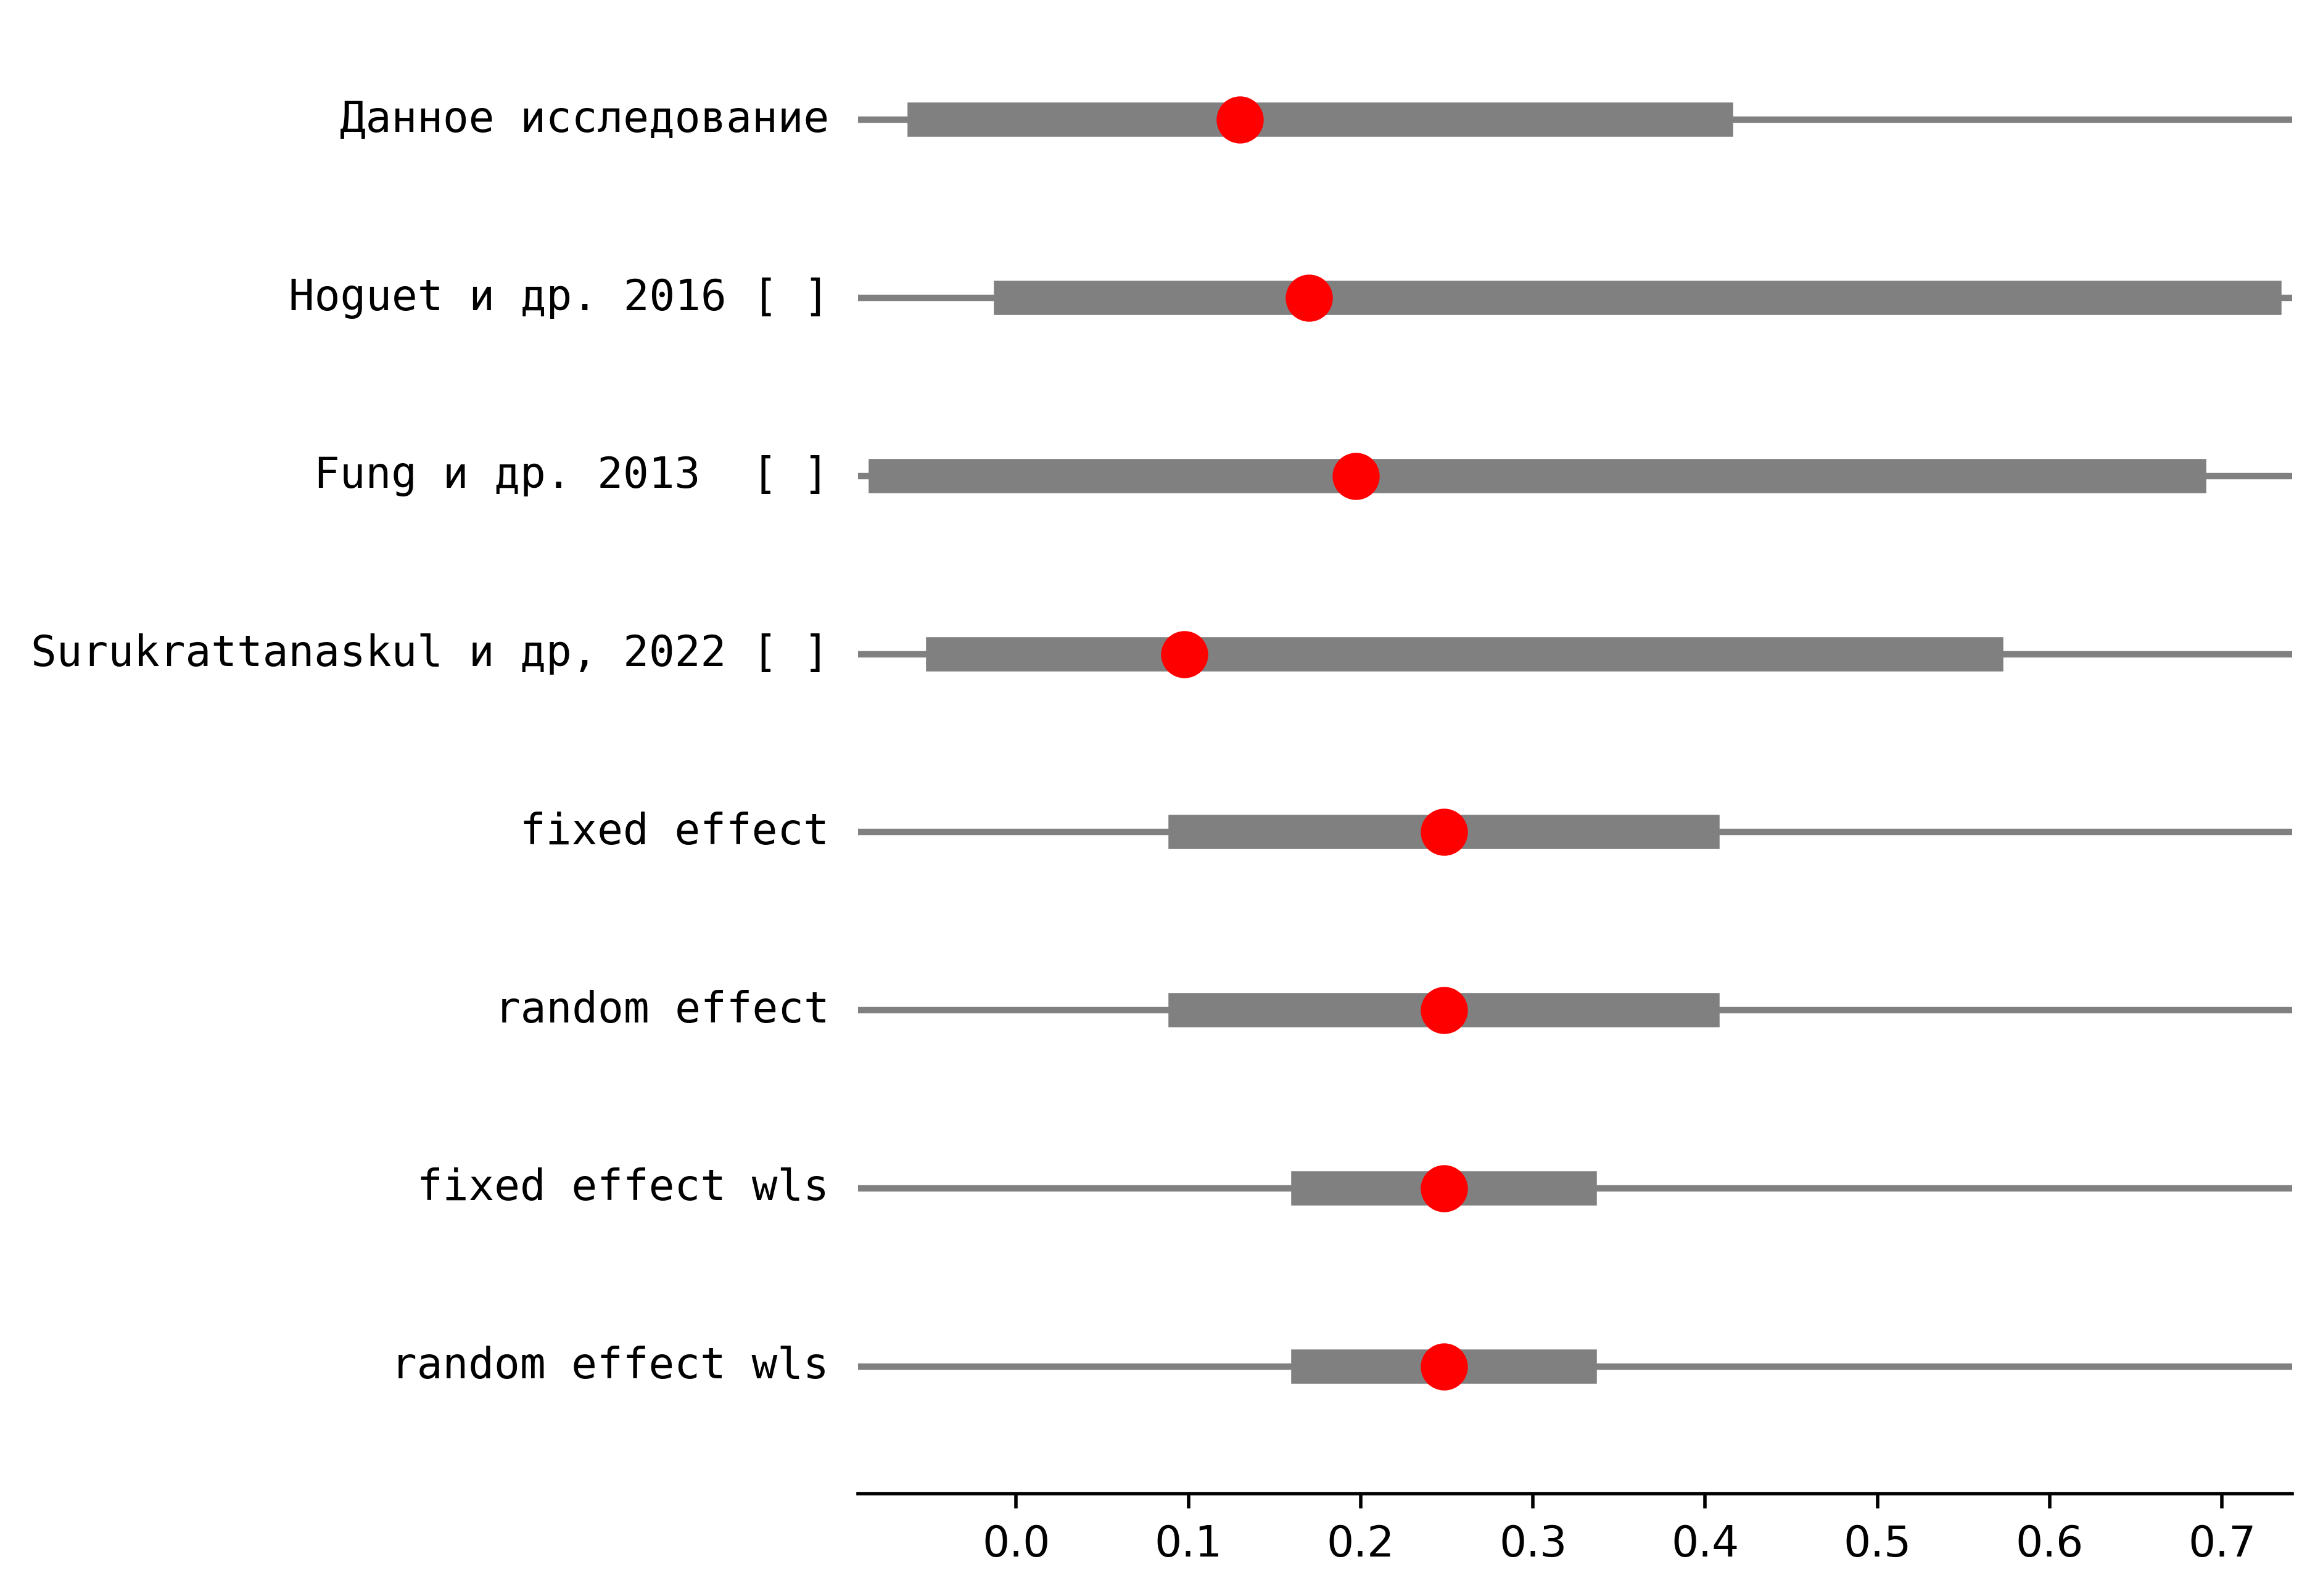 Данное исследование
Hoguet и др. 2016 [ ]
Fung и др. 2013  [ ]
Surukrattanaskul и др, 2022 [ ]
fixed effect
random effect
fixed effect wls
random effect wls
0.0 0.1 0.2 0.3 0.4 0.5 0.6 0.7